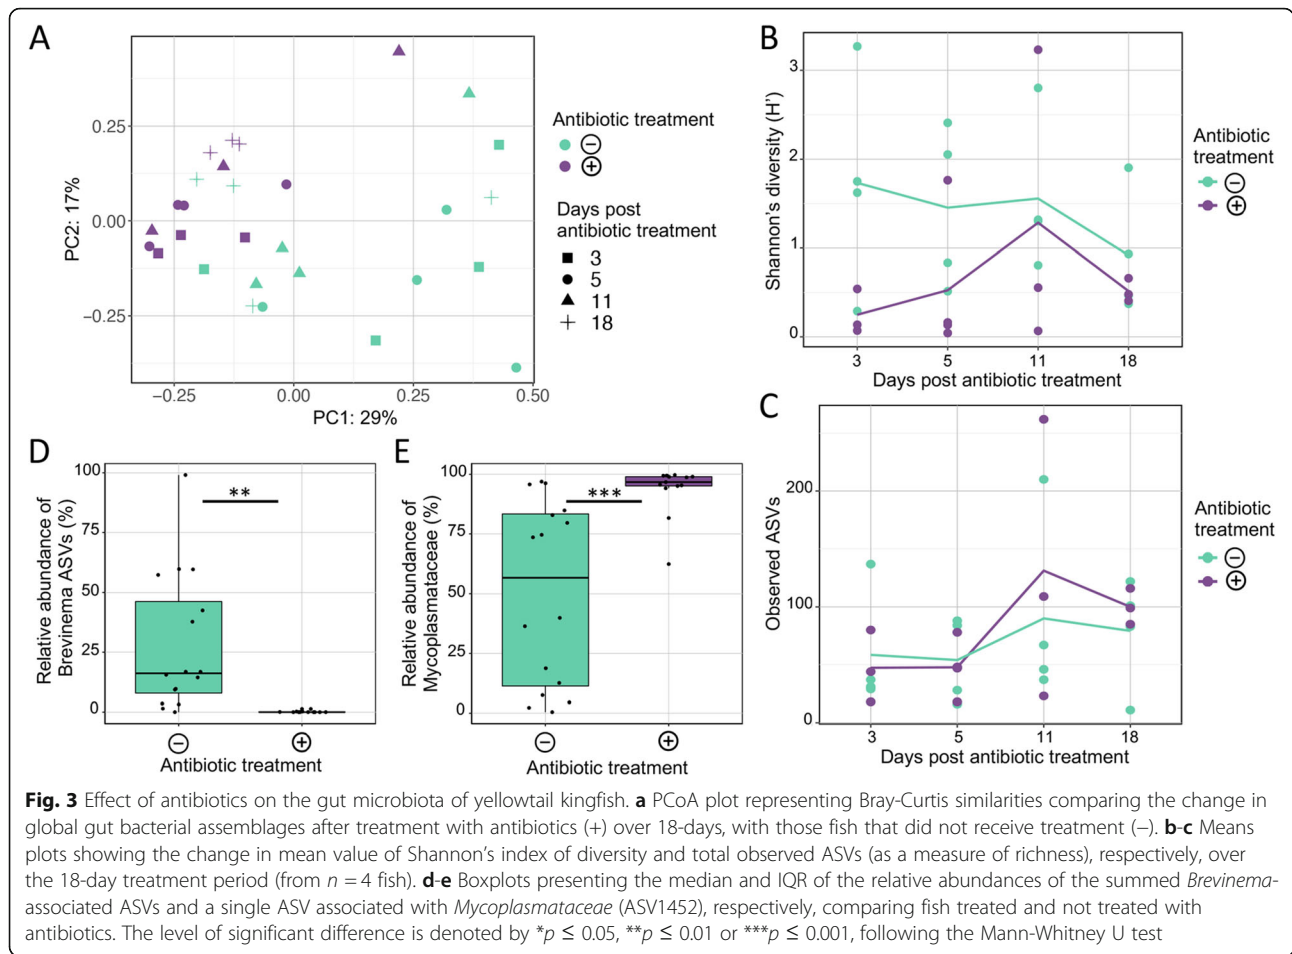 A
0.25
0.00
−0.25
PC2: 17%
−0.25
0.00
0.25
0.50
PC1: 29%
Antibiotic treatment
−
+
Days post
antibiotic treatment
3
5
11
18
B
3
2
1
0
Shannon's diversity (H')
3
5
11
18
Days post antibiotic treatment
Antibiotic
treatment
−
+
C
200
100
0
Observed ASVs
3
5
11
18
Days post antibiotic treatment
Antibiotic
treatment
−
+
D
100
75
50
25
0
Relative abundance of
Brevinema ASVs (%)
**
−
+
Antibiotic treatment
E
100
75
50
25
0
Relative abundance of
Mycoplasmataceae (%)
***
−
+
Antibiotic treatment
Fig. 3 Effect of antibiotics on the gut microbiota of yellowtail kingfish. a PCoA plot representing Bray-Curtis similarities comparing the change in
global gut bacterial assemblages after treatment with antibiotics (+) over 18-days, with those fish that did not receive treatment (−). b-c Means
plots showing the change in mean value of Shannon's index of diversity and total observed ASVs (as a measure of richness), respectively, over
the 18-day treatment period (from n = 4 fish). d-e Boxplots presenting the median and IQR of the relative abundances of the summed Brevinema-
associated ASVs and a single ASV associated with Mycoplasmataceae (ASV1452), respectively, comparing fish treated and not treated with
antibiotics. The level of significant difference is denoted by *p ≤ 0.05, **p ≤ 0.01 or ***p ≤ 0.001, following the Mann-Whitney U test